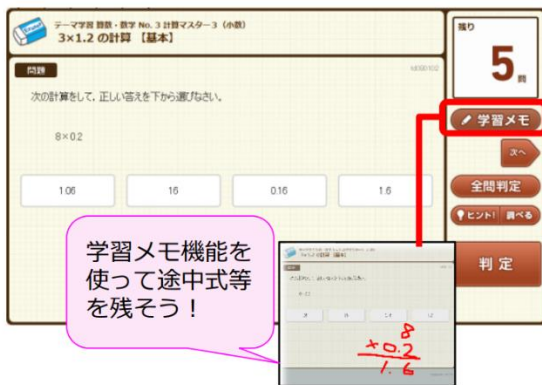 テーマ学習 算数・数学 No. 3 計算マスター3 (小数)
3×1.2 の計算 【基本】
残り
5問
問題
次の計算をして,正しい答えを下から選びなさい。
8×0.2
1.06
16
0.16
1.6
学習メモ
次へ
全問判定
ヒント! 調べる
判定
学習メモ機能を
使って途中式等
を残そう!
8
×0.2
1.6